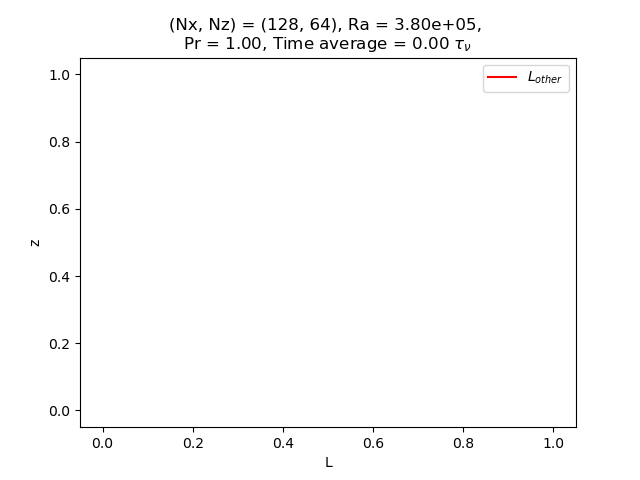 (Nx, Nz) = (128, 64), Ra = 3.80e+05,
Pr = 1.00, Time average = 0.00 τν
L_other
1.0
0.8
0.6
0.4
0.2
0.0
z
0.0 0.2 0.4 0.6 0.8 1.0
L